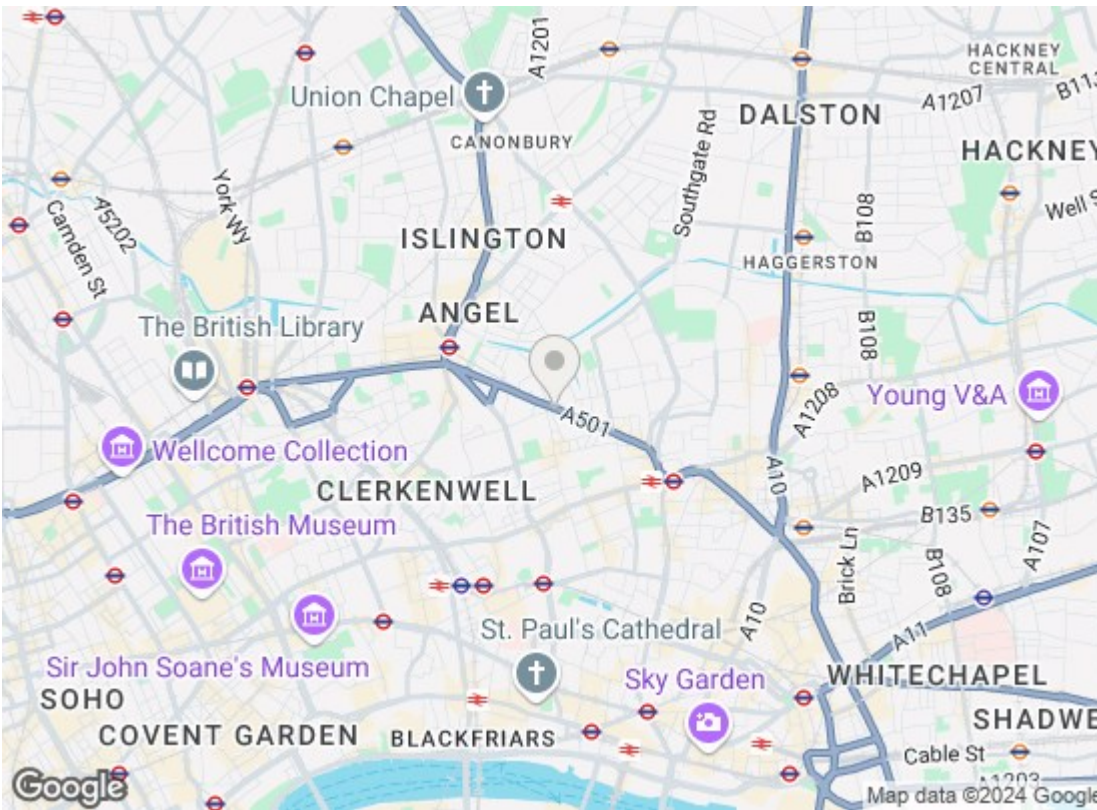 A1201
HACKNEY
CENTRAL
Union Chapel
A1207
B113
DALSTON
CANONBURY
HACKNEY
York Wy
Southgate Rd
A5202
Camden St
B108
Well S
ISLINGTON
HAGGERSTON
ANGEL
The British Library
B108
Young V&A
A501
A1208
Wellcome Collection
A10
A1209
CLERKENWELL
B135
The British Museum
A107
Brick Ln
B108
St. Paul's Cathedral
A10
A11
Sir John Soane's Museum
Sky Garden
WHITECHAPEL
SOHO
SHADWE
COVENT GARDEN
BLACKFRIARS
Cable St
A1203
Google
Map data ©2024 Google